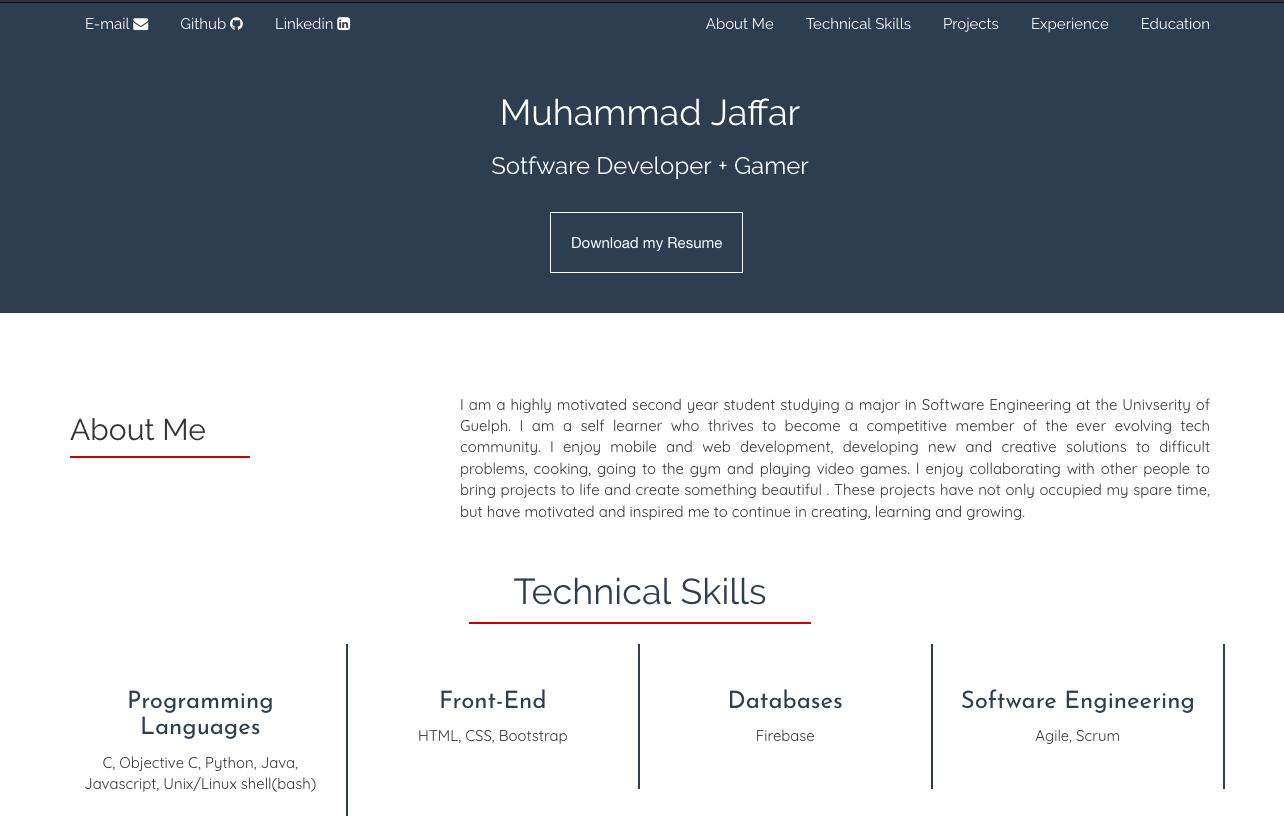 E-mail Github Linkedin About Me Technical Skills Projects Experience Education
Muhammad Jaffar
Sotfware Developer + Gamer
Download my Resume
About Me
I am a highly motivated second year student studying a major in Software Engineering at the Univserity of
Guelph. I am a self learner who thrives to become a competitive member of the ever evolving tech
community. I enjoy mobile and web development, developing new and creative solutions to difficult
problems, cooking, going to the gym and playing video games. I enjoy collaborating with other people to
bring projects to life and create something beautiful . These projects have not only occupied my spare time,
but have motivated and inspired me to continue in creating, learning and growing.
Technical Skills
Programming
Languages
C, Objective C, Python, Java,
Javascript, Unix/Linux shell(bash)
Front-End
HTML, CSS, Bootstrap
Databases
Firebase
Software Engineering
Agile, Scrum